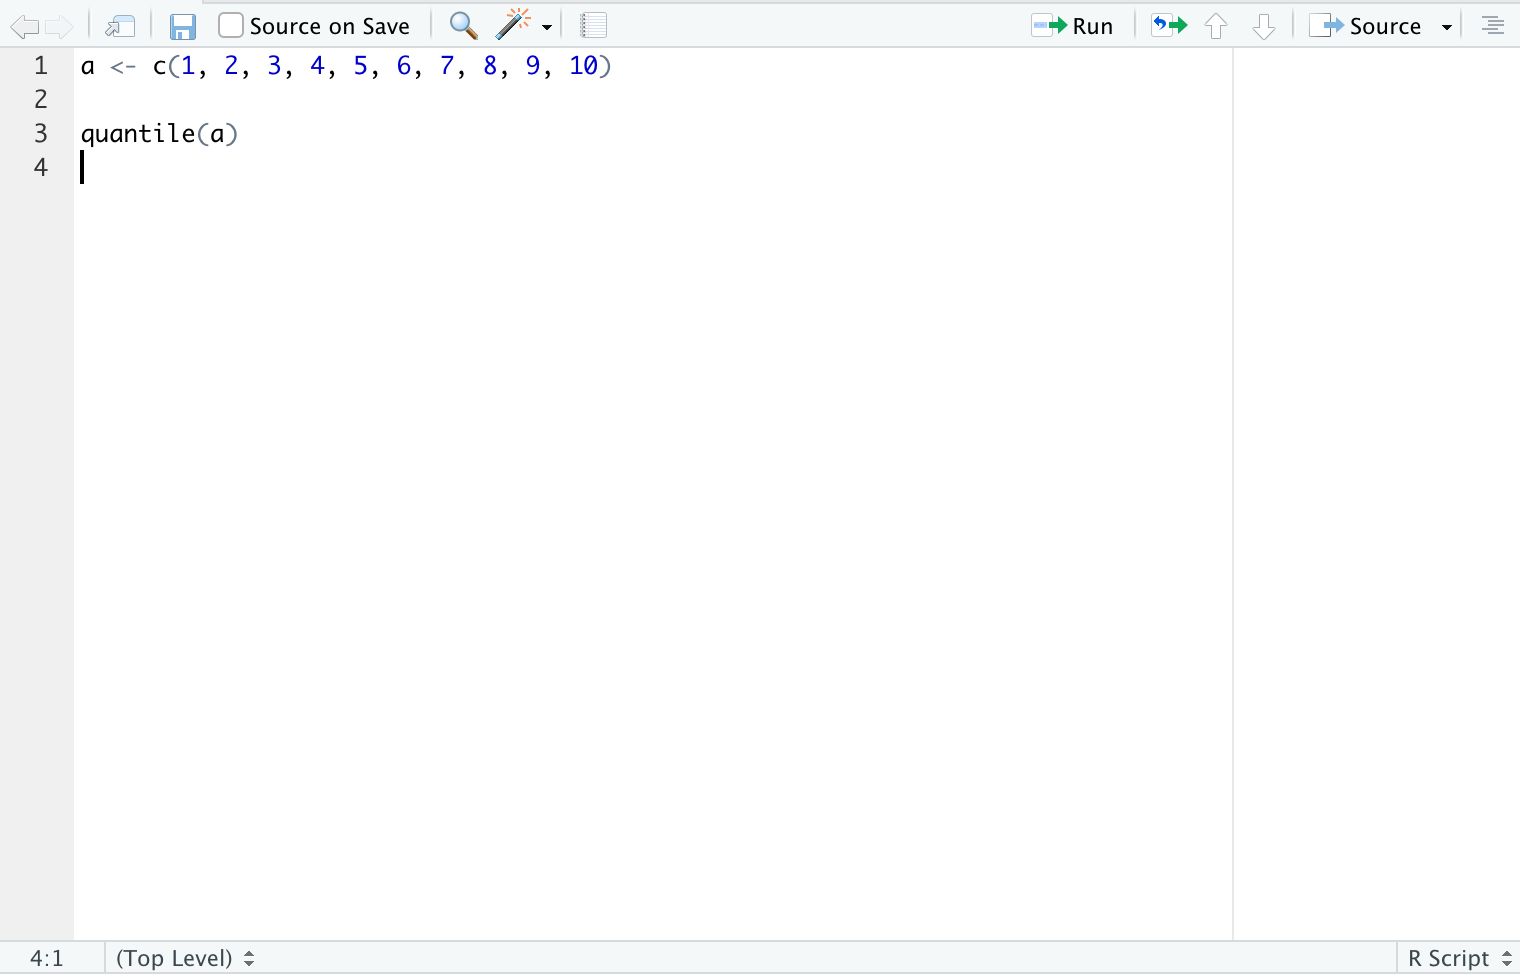 Source on Save Run Source
1 a <- c(1, 2, 3, 4, 5, 6, 7, 8, 9, 10)
2
3 quantile(a)
4
4:1 (Top Level) R Script